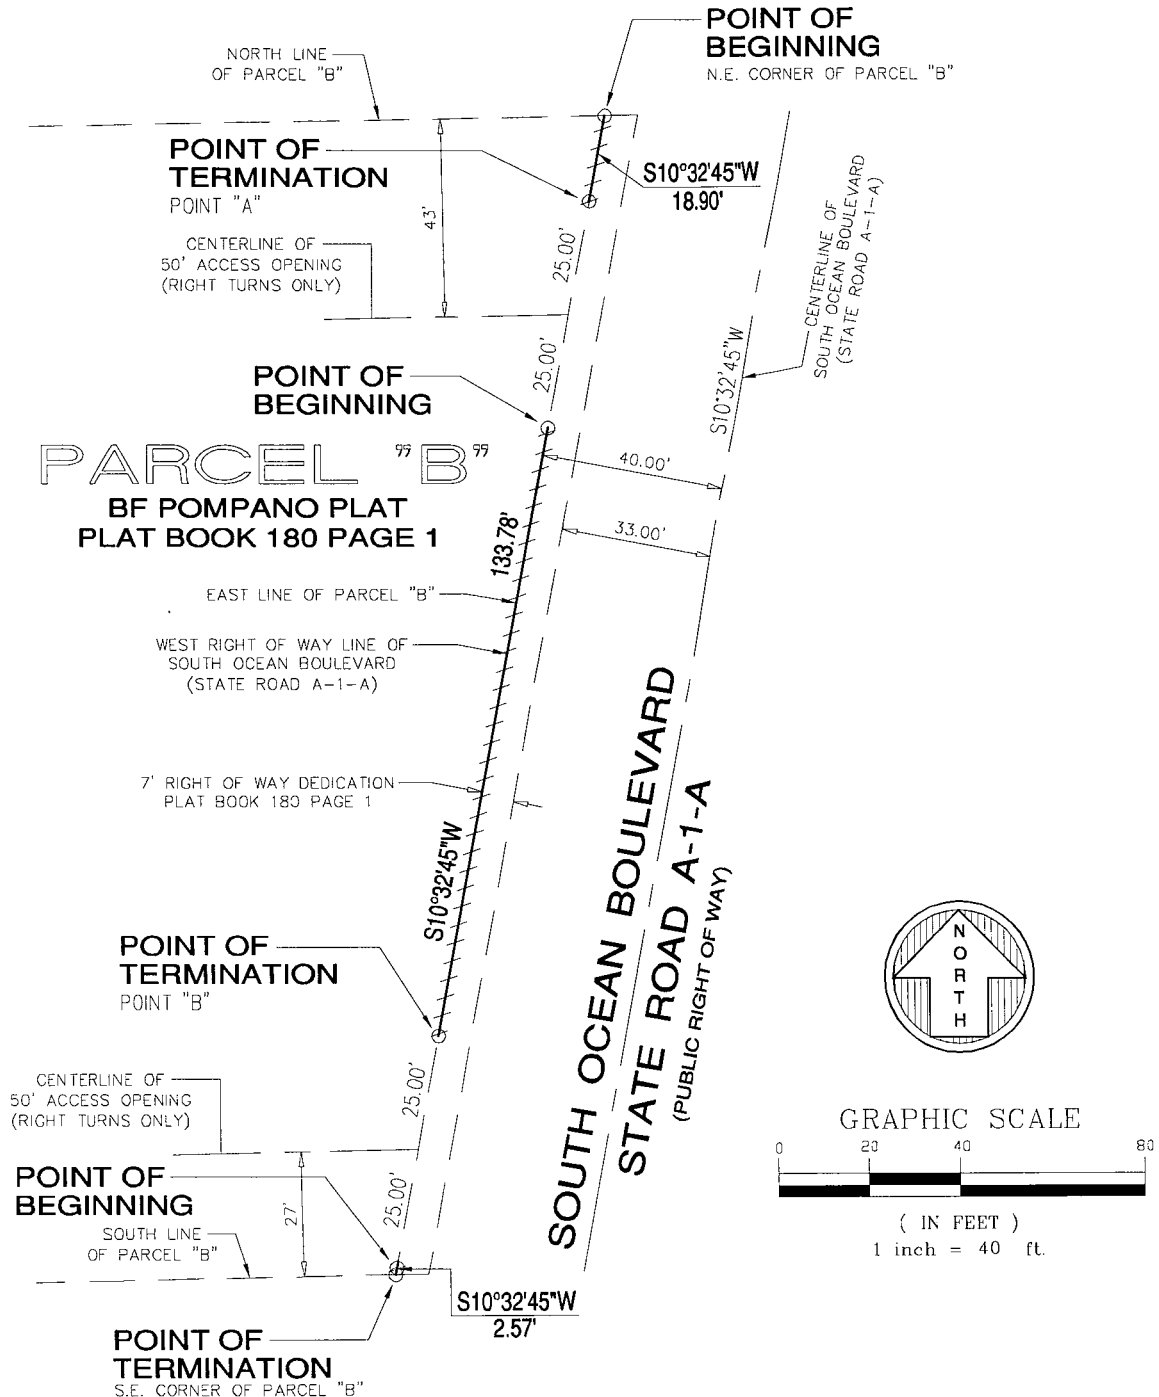 POINT OF
BEGINNING
N.E. CORNER OF PARCEL "B"
NORTH LINE
OF PARCEL "B"
POINT OF
TERMINATION
POINT "A"
S10°32'45"W
18.90'
43'
25.00'
CENTERLINE OF
50' ACCESS OPENING
(RIGHT TURNS ONLY)
CENTERLINE OF
SOUTH OCEAN BOULEVARD
(STATE ROAD A-1-A)
25.00'
S10°32'45"W
POINT OF
BEGINNING
PARCEL "B"
BF POMPANO PLAT
PLAT BOOK 180 PAGE 1
40.00'
33.00'
133.78'
EAST LINE OF PARCEL "B"
WEST RIGHT OF WAY LINE OF
SOUTH OCEAN BOULEVARD
(STATE ROAD A-1-A)
7' RIGHT OF WAY DEDICATION
PLAT BOOK 180 PAGE 1
S10°32'45"W
SOUTH OCEAN BOULEVARD
STATE ROAD A-1-A
(PUBLIC RIGHT OF WAY)
POINT OF
TERMINATION
POINT "B"
NORTH
25.00'
CENTERLINE OF
50' ACCESS OPENING
(RIGHT TURNS ONLY)
GRAPHIC SCALE
0 20 40 80
( IN FEET )
1 inch = 40 ft.
POINT OF
BEGINNING
27'
25.00'
SOUTH LINE
OF PARCEL "B"
S10°32'45"W
2.57'
POINT OF
TERMINATION
S.E. CORNER OF PARCEL "B"